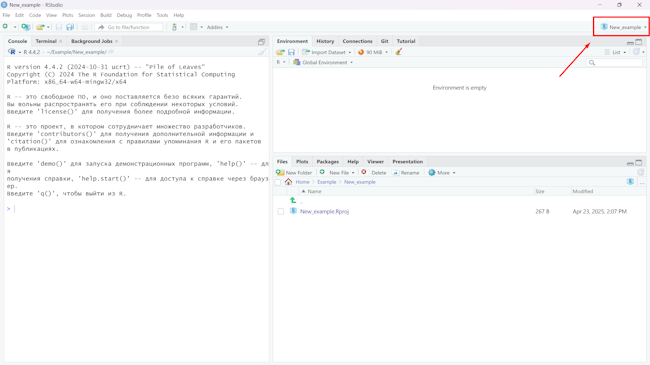 New_example - RStudio
File Edit Code View Plots Session Build Debug Profile Tools Help
Go to file/function Addins New_example
Console Terminal Background Jobs
R 4.4.2 · ~/Example/New_example/
R version 4.4.2 (2024-10-31 ucrt) -- "Pile of Leaves"
Copyright (C) 2024 The R Foundation for Statistical Computing
Platform: x86_64-w64-mingw32/x64
R -- это свободное ПО, и оно поставляется безо всяких гарантий.
Вы вольны распространять его при соблюдении некоторых условий.
Введите 'license()' для получения более подробной информации.
R -- это проект, в котором сотрудничает множество разработчиков.
Введите 'contributors()' для получения дополнительной информации и
'citation()' для ознакомления с правилами упоминания R и его пакетов
в публикациях.
Введите 'demo()' для запуска демонстрационных программ, 'help()' -- дл
я
получения справки, 'help.start()' -- для доступа к справке через брауз
ер.
Введите 'q()', чтобы выйти из R.
>
Environment History Connections Git Tutorial
Import Dataset 90 MiB List
R Global Environment
Environment is empty
Files Plots Packages Help Viewer Presentation
New Folder New File Delete Rename More
Home Example New_example
Name Size Modified
..
New_example.Rproj 267 B Apr 23, 2025, 2:07 PM